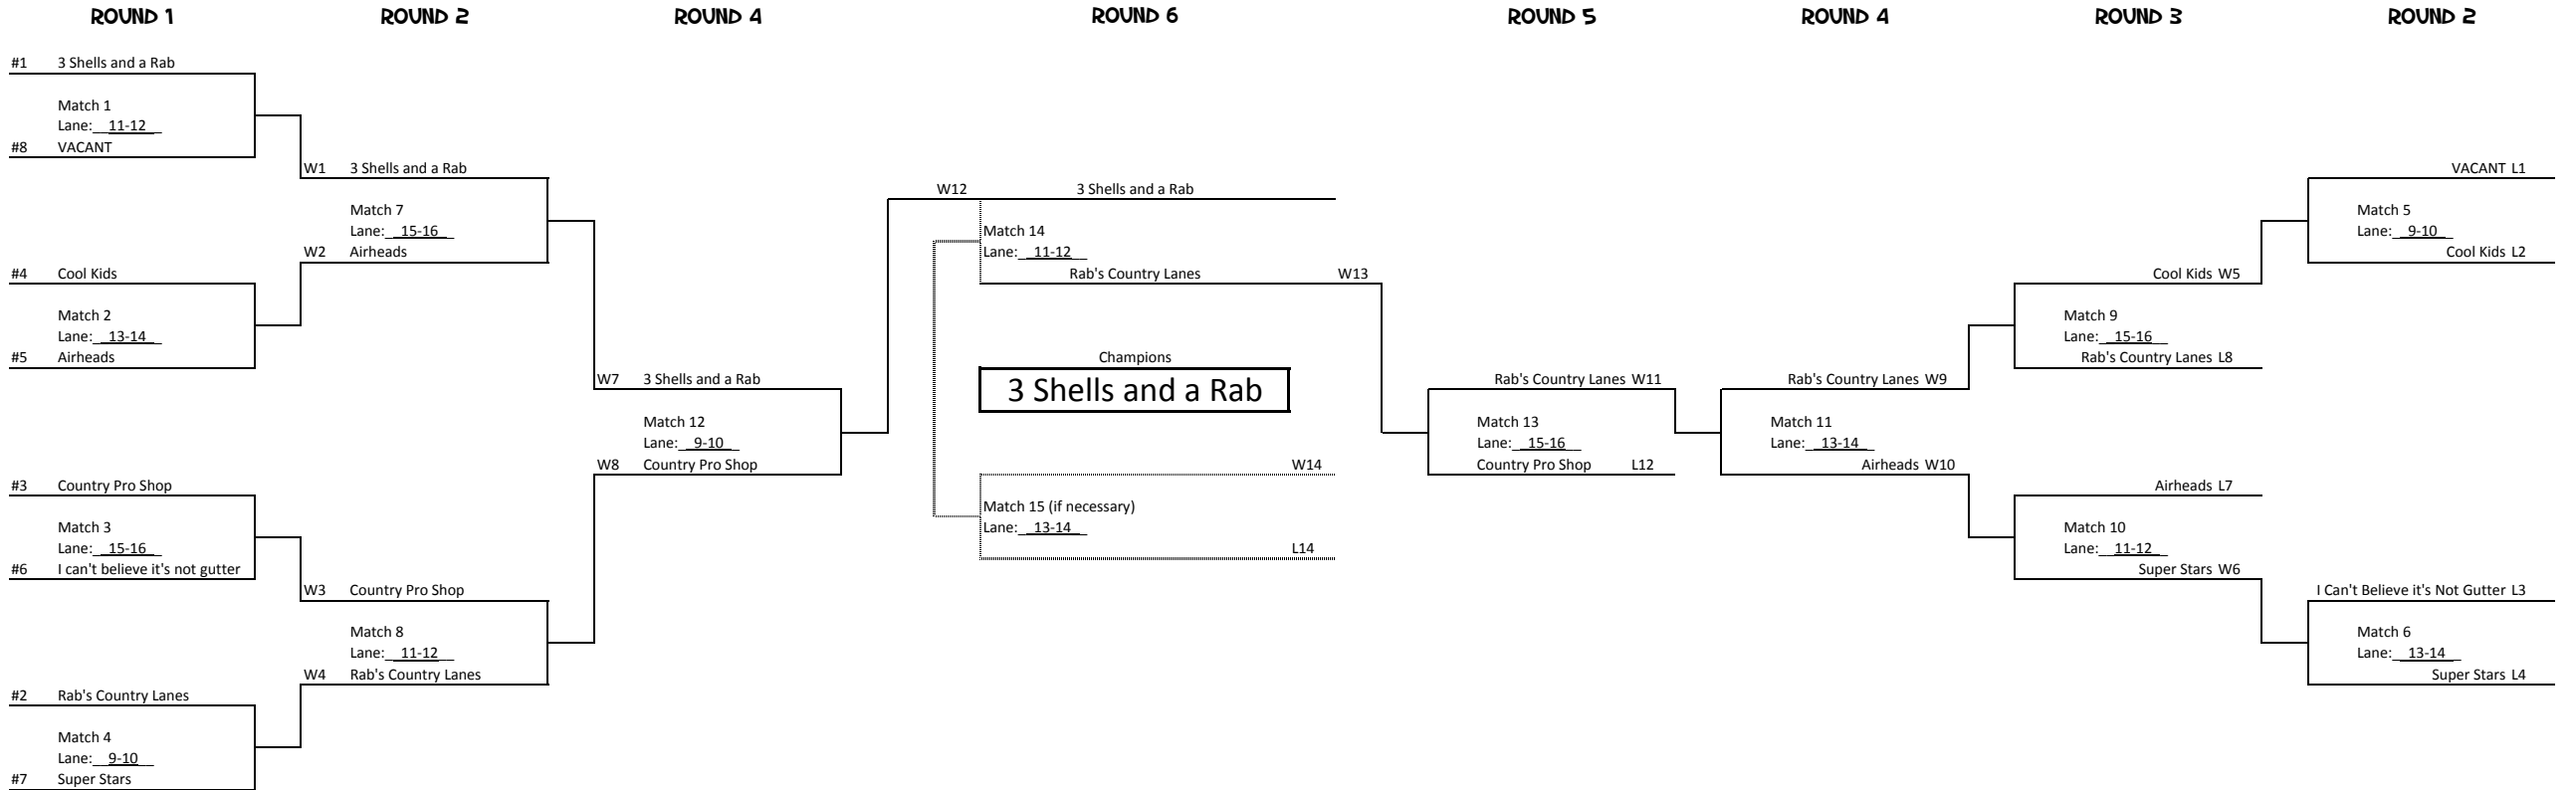 ROUND 1 ROUND 2 ROUND 4 ROUND 6 ROUND 5 ROUND 4 ROUND 3 ROUND 2
#1 3 Shells and a Rab
Match 1
Lane: 11-12
#8 VACANT
#4 Cool Kids
Match 2
Lane: 13-14
#5 Airheads
#3 Country Pro Shop
Match 3
Lane: 15-16
#6 I can't believe it's not gutter
#2 Rab's Country Lanes
Match 4
Lane: 9-10
#7 Super Stars
W1 3 Shells and a Rab
Match 7
Lane: 15-16
W2 Airheads
W3 Country Pro Shop
Match 8
Lane: 11-12
W4 Rab's Country Lanes
W7 3 Shells and a Rab
Match 12
Lane: 9-10
W8 Country Pro Shop
W12 3 Shells and a Rab
Match 14
Lane: 11-12
Rab's Country Lanes W13
Champions
3 Shells and a Rab
W14
Match 15 (if necessary)
Lane: 13-14
L14
Rab's Country Lanes W11
Match 13
Lane: 15-16
Country Pro Shop L12
Rab's Country Lanes W9
Match 11
Lane: 13-14
Airheads W10
Cool Kids W5
Match 9
Lane: 15-16
Rab's Country Lanes L8
Airheads L7
Match 10
Lane: 11-12
Super Stars W6
VACANT L1
Match 5
Lane: 9-10
Cool Kids L2
I Can't Believe it's Not Gutter L3
Match 6
Lane: 13-14
Super Stars L4